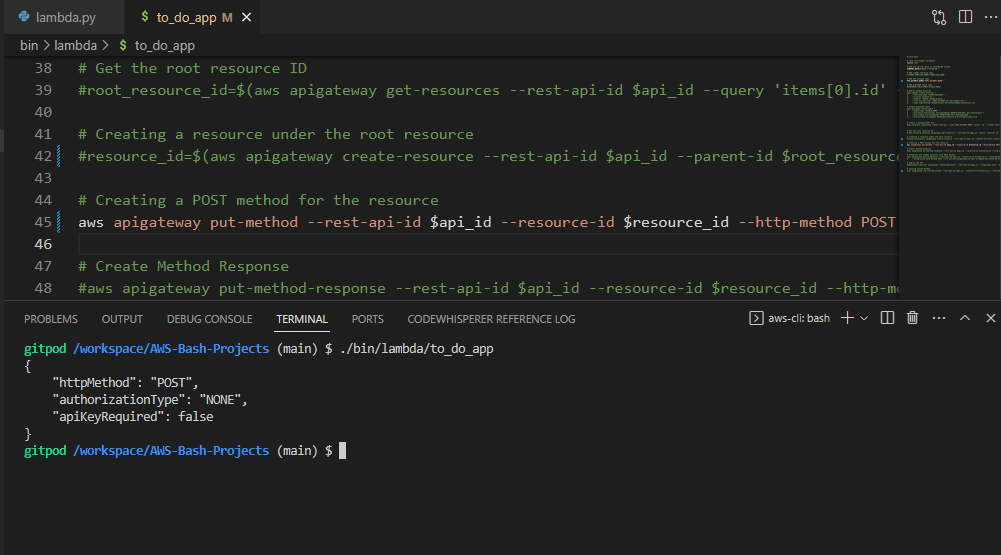 lambda.py
$ to_do_app M
bin > lambda > $ to_do_app
38 # Get the root resource ID
39 #root_resource_id=$(aws apigateway get-resources --rest-api-id $api_id --query 'items[0].id'
40
41 # Creating a resource under the root resource
42 #resource_id=$(aws apigateway create-resource --rest-api-id $api_id --parent-id $root_resourc
43
44 # Creating a POST method for the resource
45 aws apigateway put-method --rest-api-id $api_id --resource-id $resource_id --http-method POST
46
47 # Create Method Response
48 #aws apigateway put-method-response --rest-api-id $api_id --resource-id $resource_id --http-m
PROBLEMS OUTPUT DEBUG CONSOLE TERMINAL PORTS CODEWHISPERER REFERENCE LOG
aws-cli: bash
gitpod /workspace/AWS-Bash-Projects (main) $ ./bin/lambda/to_do_app
{
    "httpMethod": "POST",
    "authorizationType": "NONE",
    "apiKeyRequired": false
}
gitpod /workspace/AWS-Bash-Projects (main) $